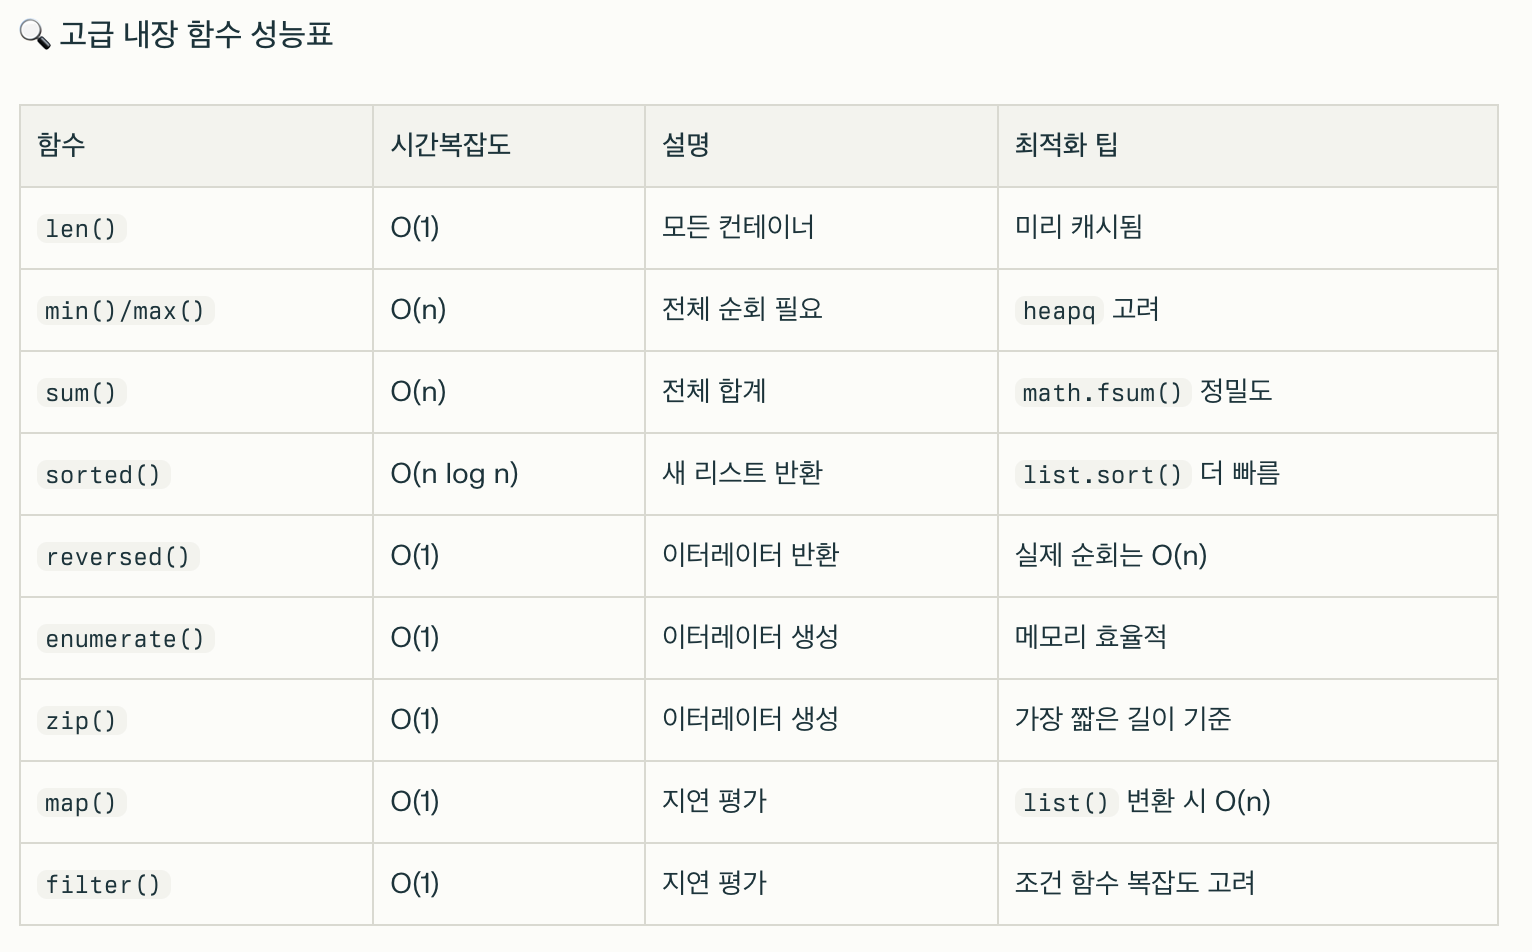 🔍 고급 내장 함수 성능표
함수 시간복잡도 설명 최적화 팁
len() O(1) 모든 컨테이너 미리 캐시됨
min()/max() O(n) 전체 순회 필요 heapq 고려
sum() O(n) 전체 합계 math.fsum() 정밀도
sorted() O(n log n) 새 리스트 반환 list.sort() 더 빠름
reversed() O(1) 이터레이터 반환 실제 순회는 O(n)
enumerate() O(1) 이터레이터 생성 메모리 효율적
zip() O(1) 이터레이터 생성 가장 짧은 길이 기준
map() O(1) 지연 평가 list() 변환 시 O(n)
filter() O(1) 지연 평가 조건 함수 복잡도 고려